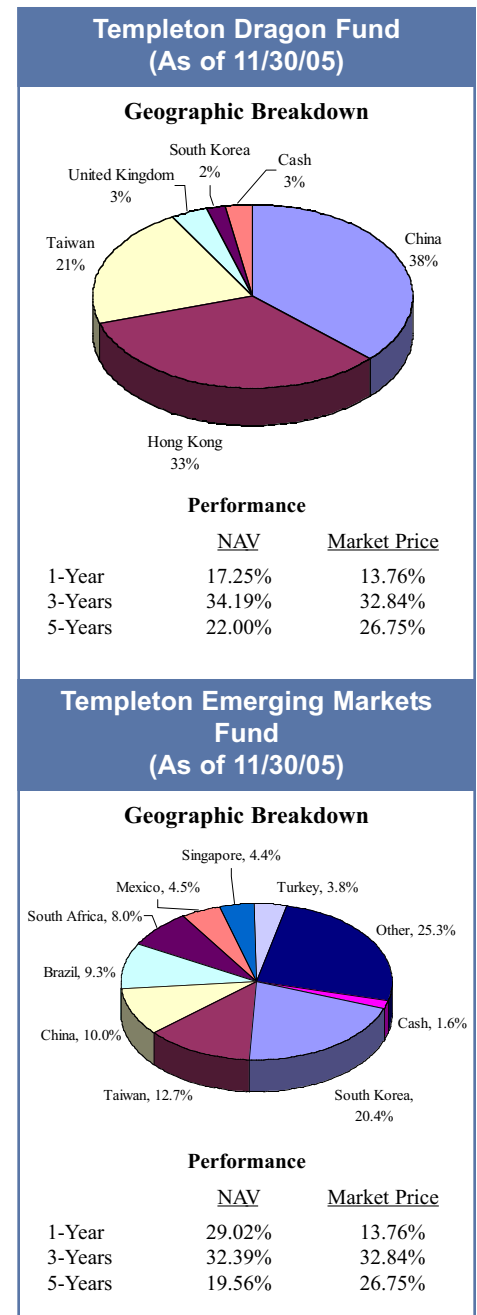 Templeton Dragon Fund
(As of 11/30/05)
Geographic Breakdown
South Korea
2%
Cash
3%
United Kingdom
3%
Taiwan
21%
China
38%
Hong Kong
33%
Performance
NAV Market Price
1-Year 17.25% 13.76%
3-Years 34.19% 32.84%
5-Years 22.00% 26.75%
Templeton Emerging Markets
Fund
(As of 11/30/05)
Geographic Breakdown
Singapore, 4.4%
Mexico, 4.5%
Turkey, 3.8%
South Africa, 8.0%
Other, 25.3%
Brazil, 9.3%
China, 10.0%
Cash, 1.6%
Taiwan, 12.7%
South Korea,
20.4%
Performance
NAV Market Price
1-Year 29.02% 13.76%
3-Years 32.39% 32.84%
5-Years 19.56% 26.75%